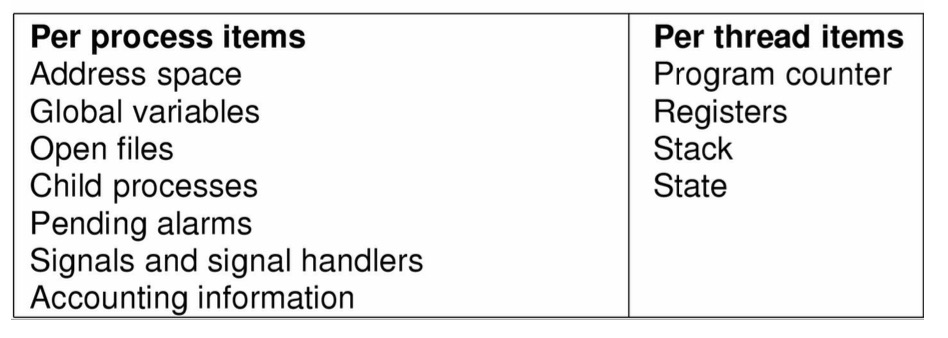 Per process items
Address space
Global variables
Open files
Child processes
Pending alarms
Signals and signal handlers
Accounting information
Per thread items
Program counter
Registers
Stack
State